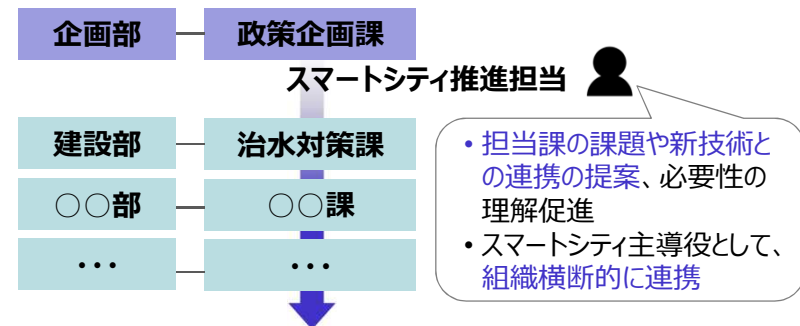 企画部
政策企画課
スマートシティ推進担当
建設部
治水対策課
○○部
○○課
・・・
・・・
• 担当課の課題や新技術と
の連携の提案、必要性の
理解促進
• スマートシティ主導役として、
組織横断的に連携